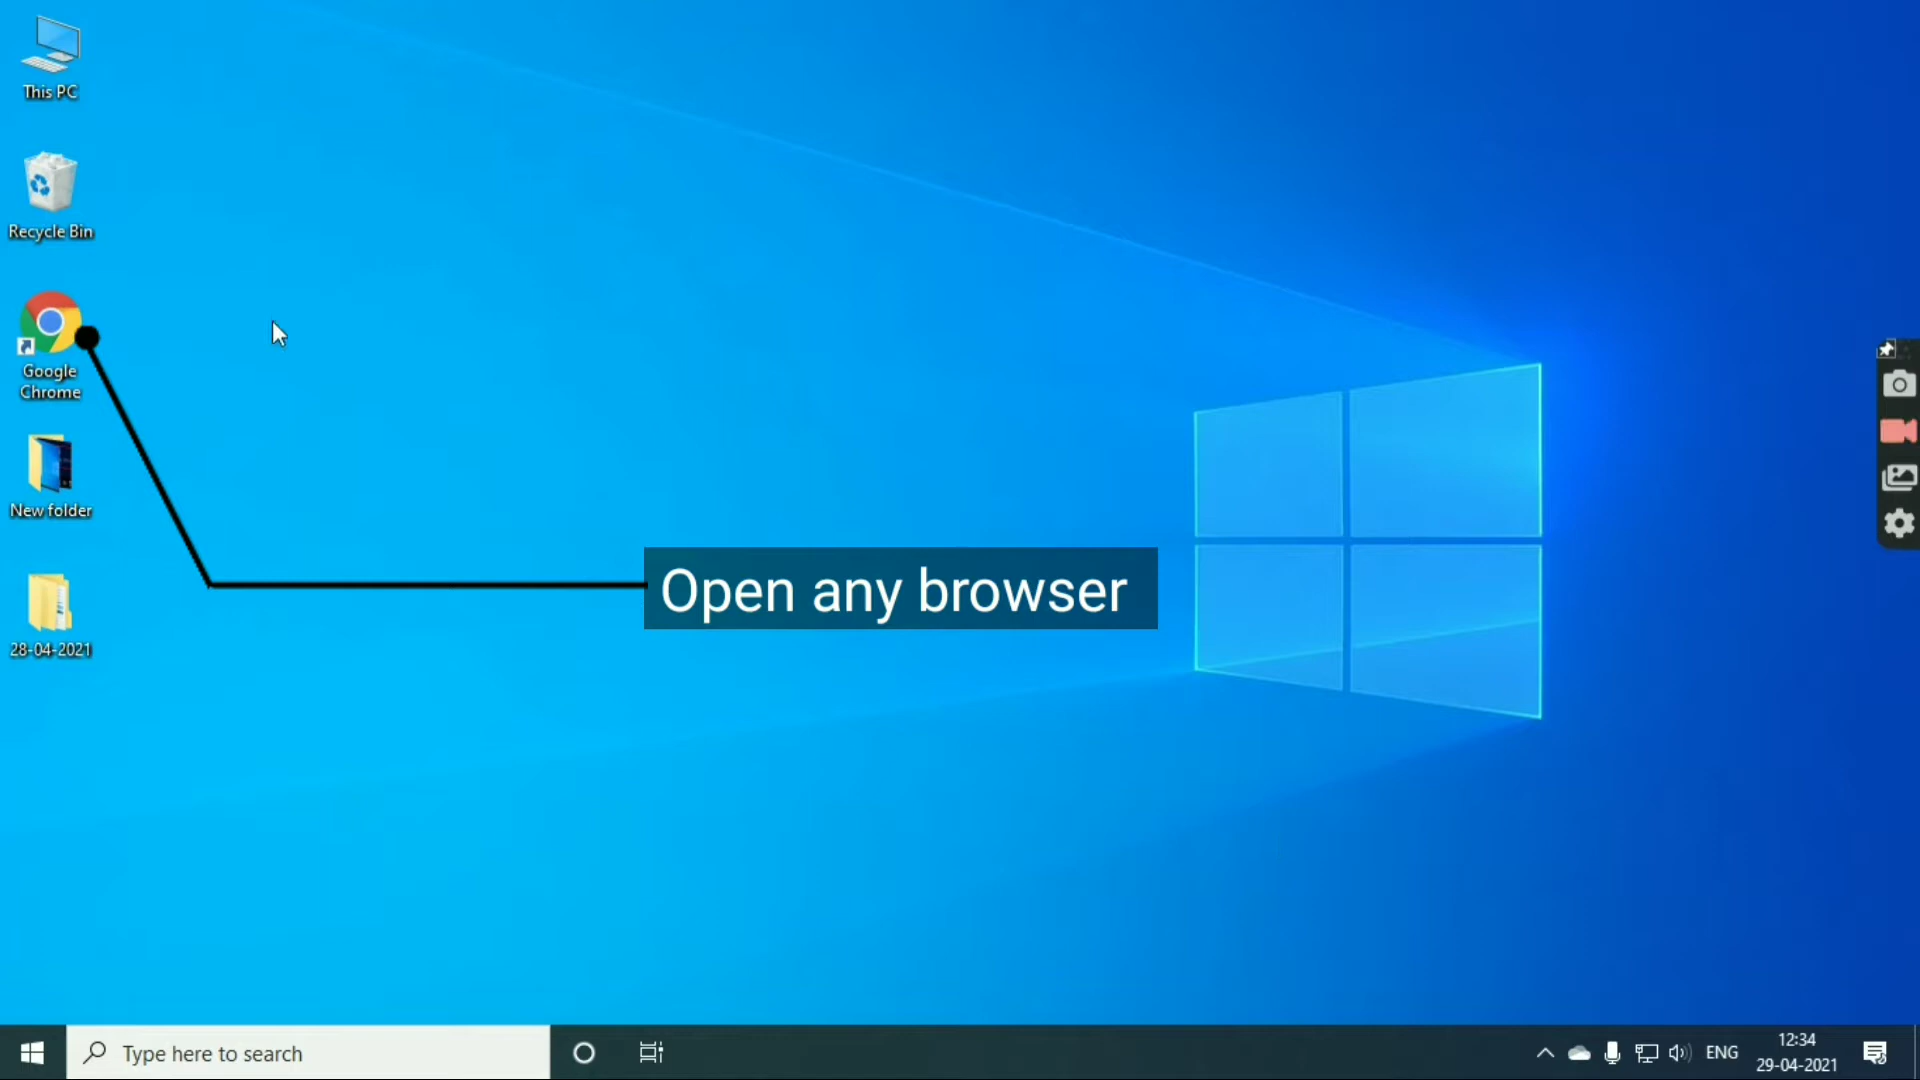 This PC
Recycle Bin
Google
Chrome
New folder
28-04-2021
Open any browser
Type here to search
ENG
12:34
29-04-2021